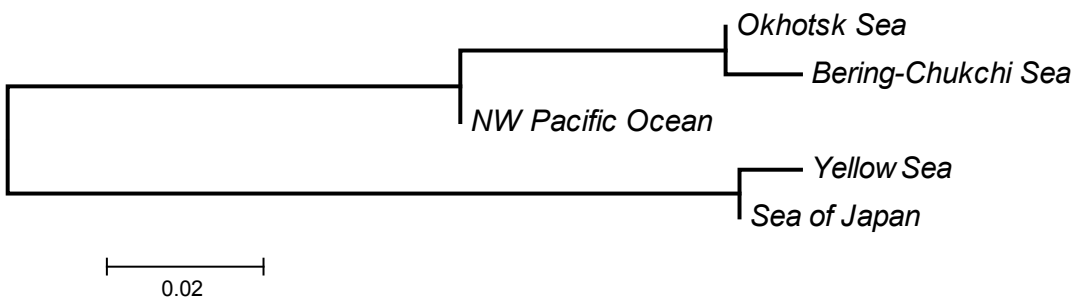 Okhotsk Sea
Bering-Chukchi Sea
NW Pacific Ocean
Yellow Sea
Sea of Japan
0.02